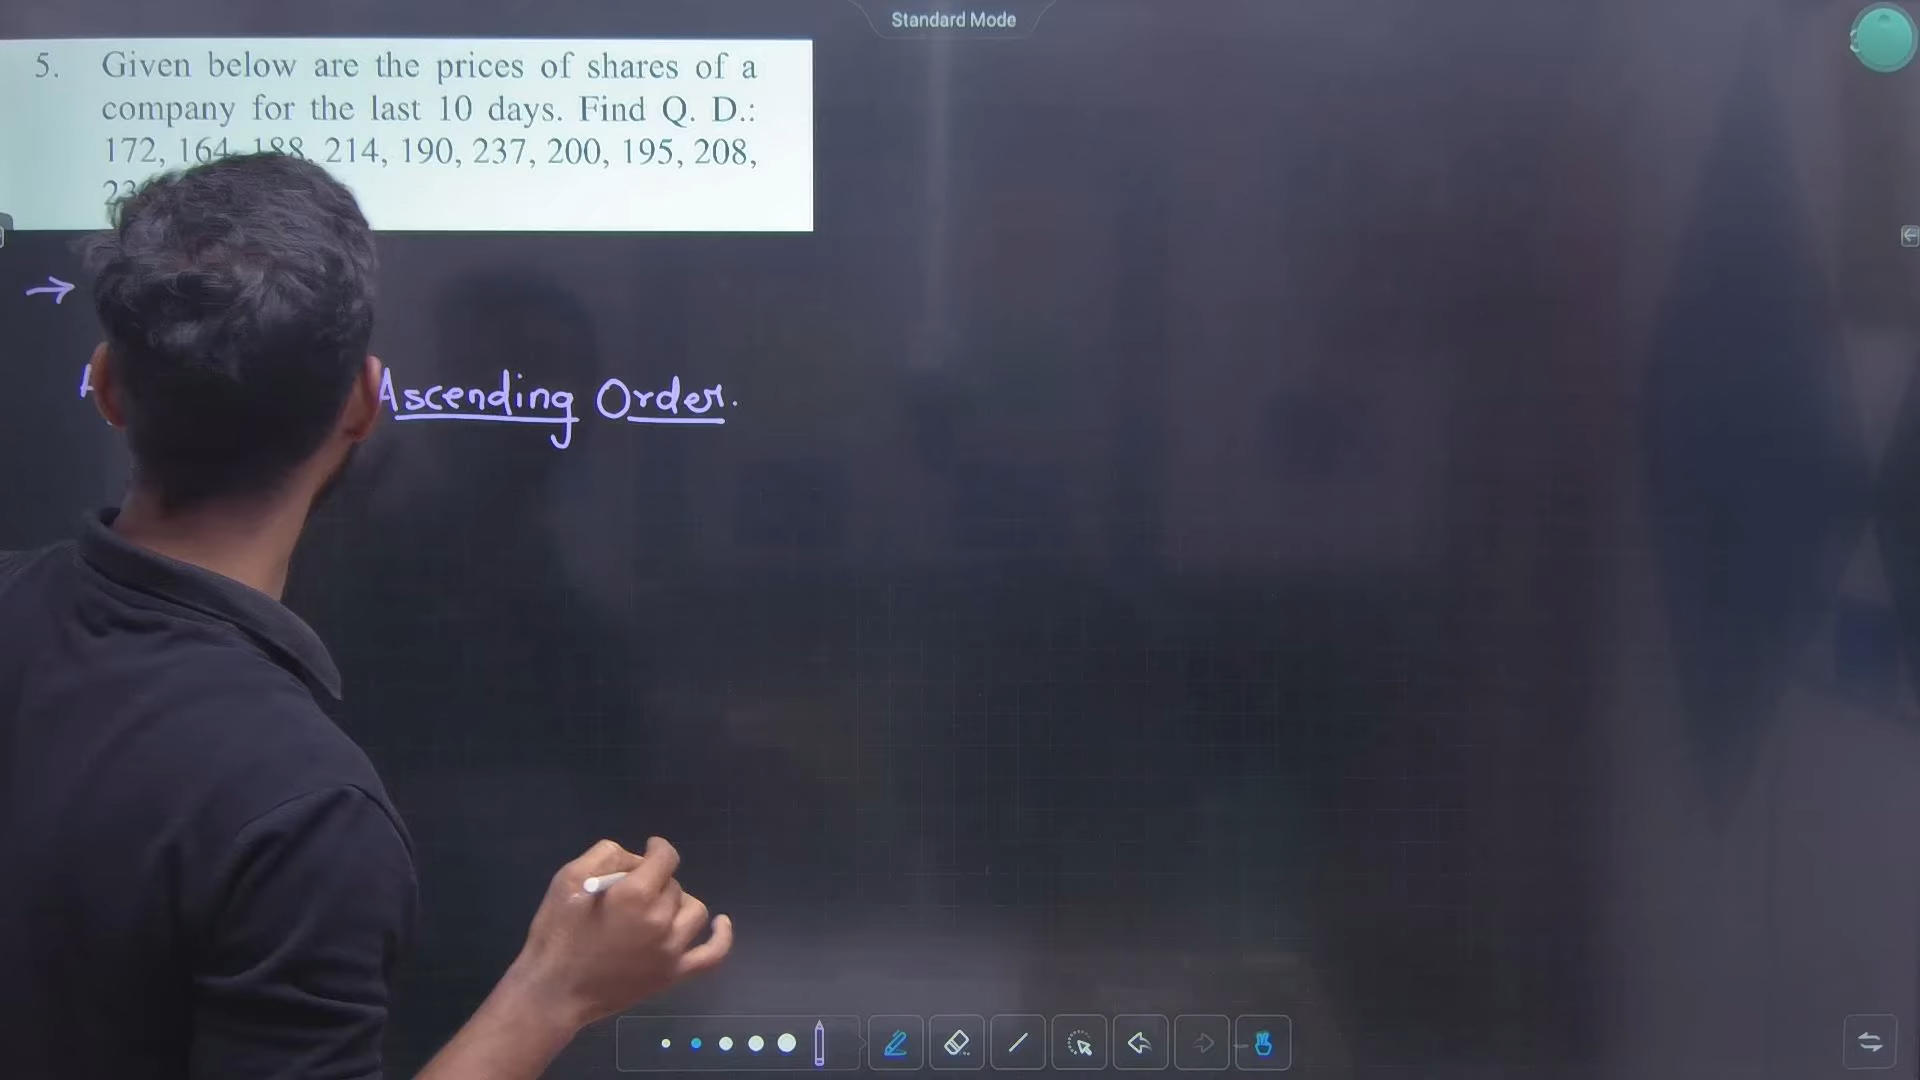 Standard Mode
5. Given below are the prices of shares of a
company for the last 10 days. Find Q. D.:
172, 164, 188, 214, 190, 237, 200, 195, 208,
Ascending Order.